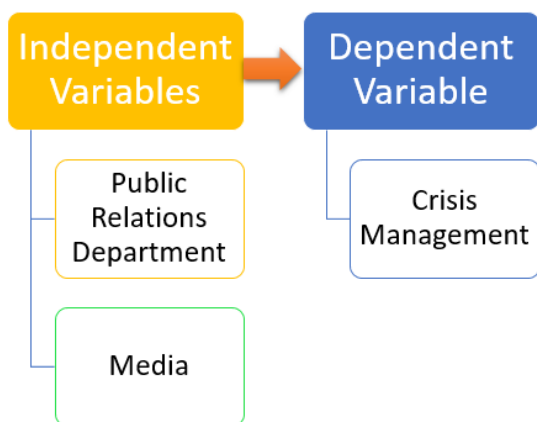 Independent
Variables
Dependent
Variable
Public
Relations
Department
Crisis
Management
Media